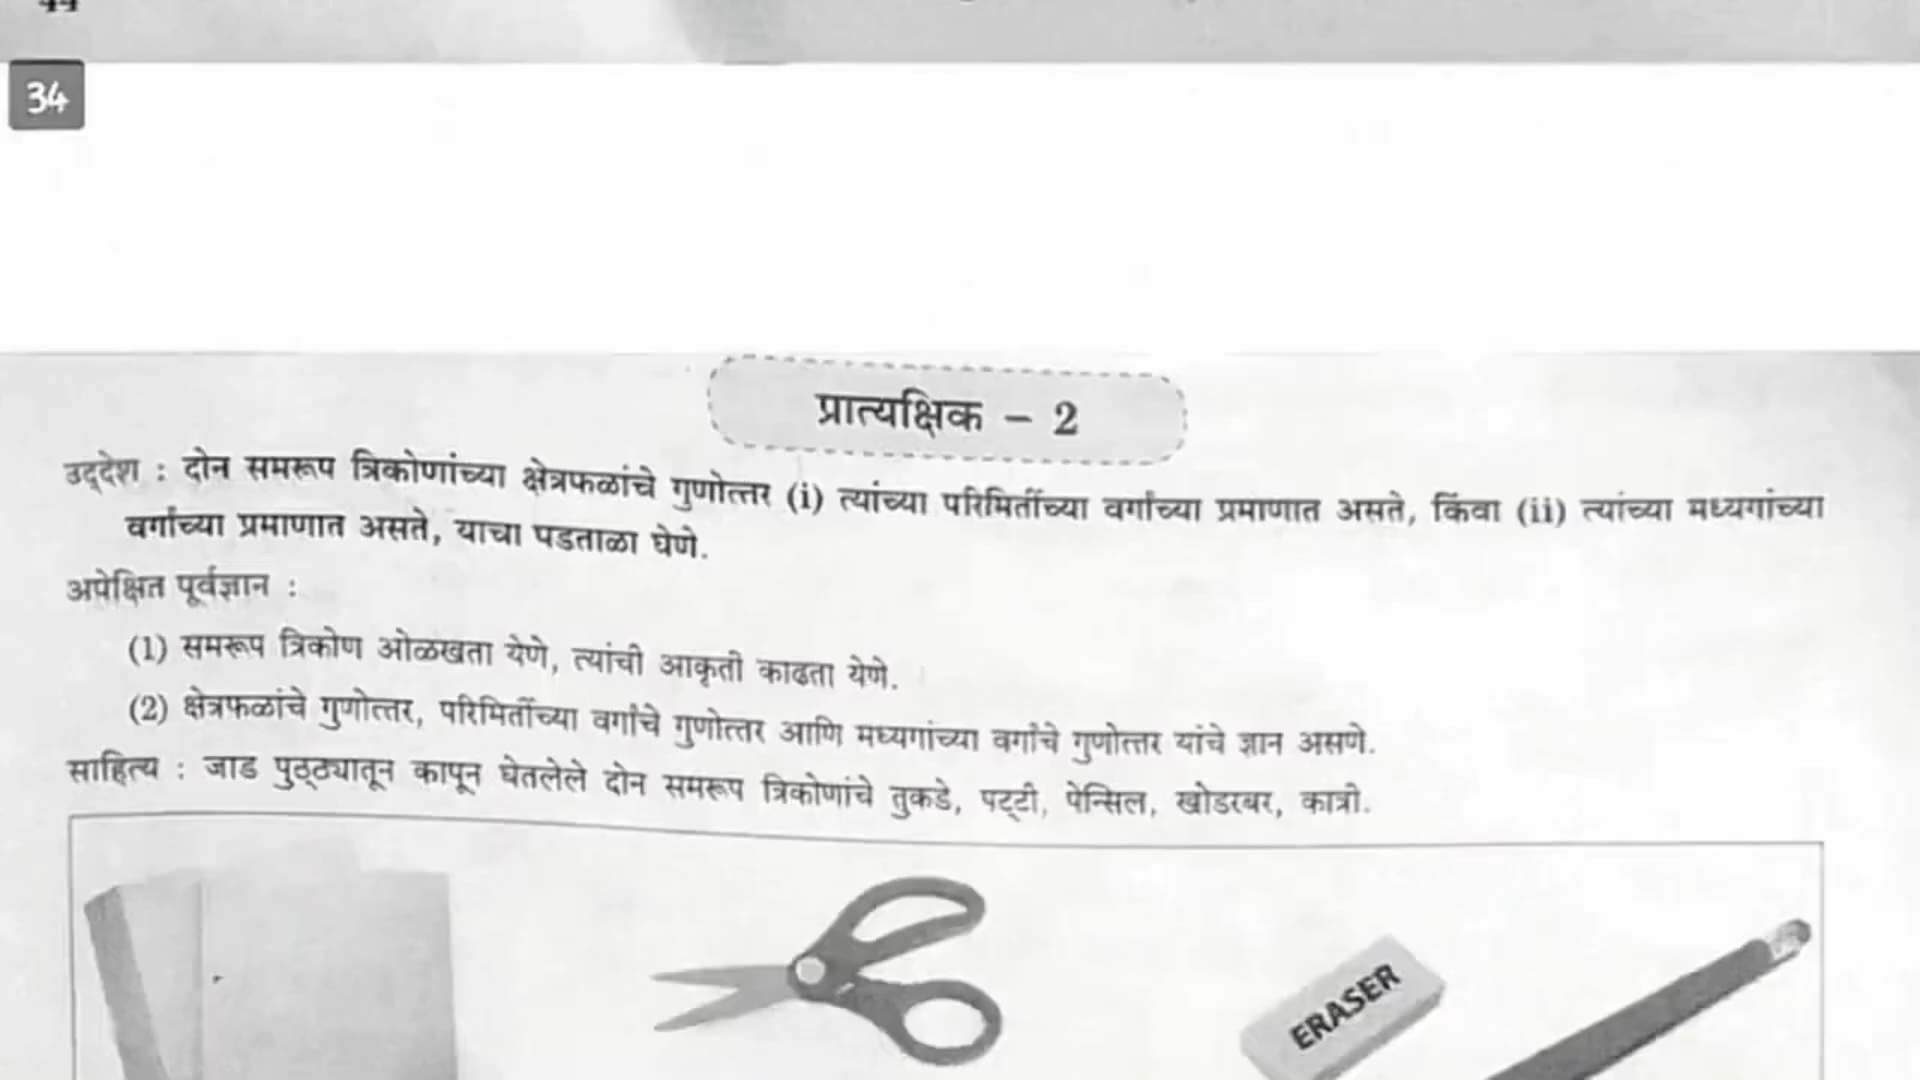 34
प्रात्यक्षिक – 2
उद्देश : दोन समरूप त्रिकोणांच्या क्षेत्रफळांचे गुणोत्तर (i) त्यांच्या परिमितींच्या वर्गांच्या प्रमाणात असते, किंवा (ii) त्यांच्या मध्यगांच्या
वर्गांच्या प्रमाणात असते, याचा पडताळा घेणे.
अपेक्षित पूर्वज्ञान :
(1) समरूप त्रिकोण ओळखता येणे, त्यांची आकृती काढता येणे.
(2) क्षेत्रफळांचे गुणोत्तर, परिमितींच्या वर्गांचे गुणोत्तर आणि मध्यगांच्या वर्गांचे गुणोत्तर यांचे ज्ञान असणे.
साहित्य : जाड पुठ्ठ्यातून कापून घेतलेले दोन समरूप त्रिकोणांचे तुकडे, पट्टी, पेन्सिल, खोडरबर, कात्री.
ERASER